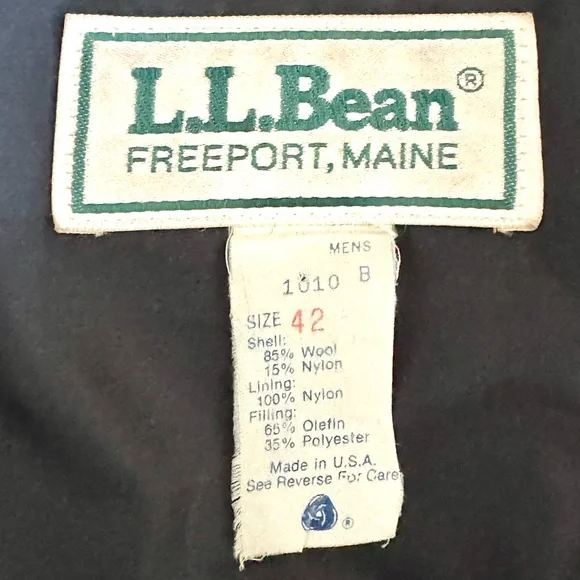 L.L.Bean®
FREEPORT, MAINE
MENS
1010 B
SIZE 42
Shell:
85% Wool
15% Nylon
Lining:
100% Nylon
Filling:
65% Olefin
35% Polyester
Made in U.S.A.
See Reverse For Care
®